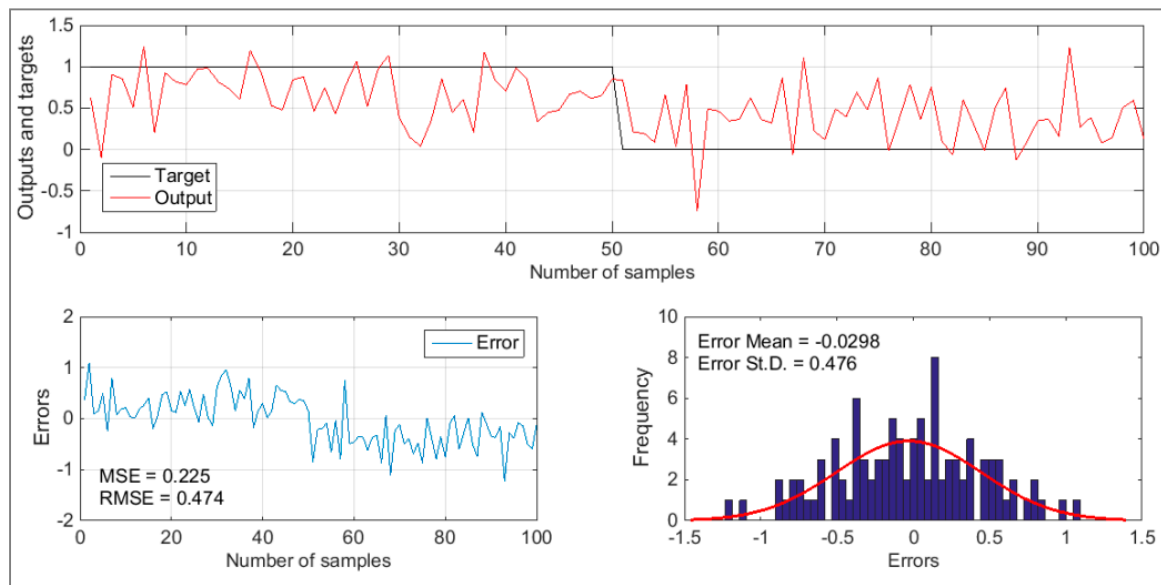 Outputs and targets
1.5
1
0.5
0
-0.5
-1
Target
Output
0 10 20 30 40 50 60 70 80 90 100
Number of samples
Errors
2
1
0
-1
-2
Error
MSE = 0.225
RMSE = 0.474
0 20 40 60 80 100
Number of samples
Frequency
10
8
6
4
2
0
Error Mean = -0.0298
Error St.D. = 0.476
-1.5 -1 -0.5 0 0.5 1 1.5
Errors